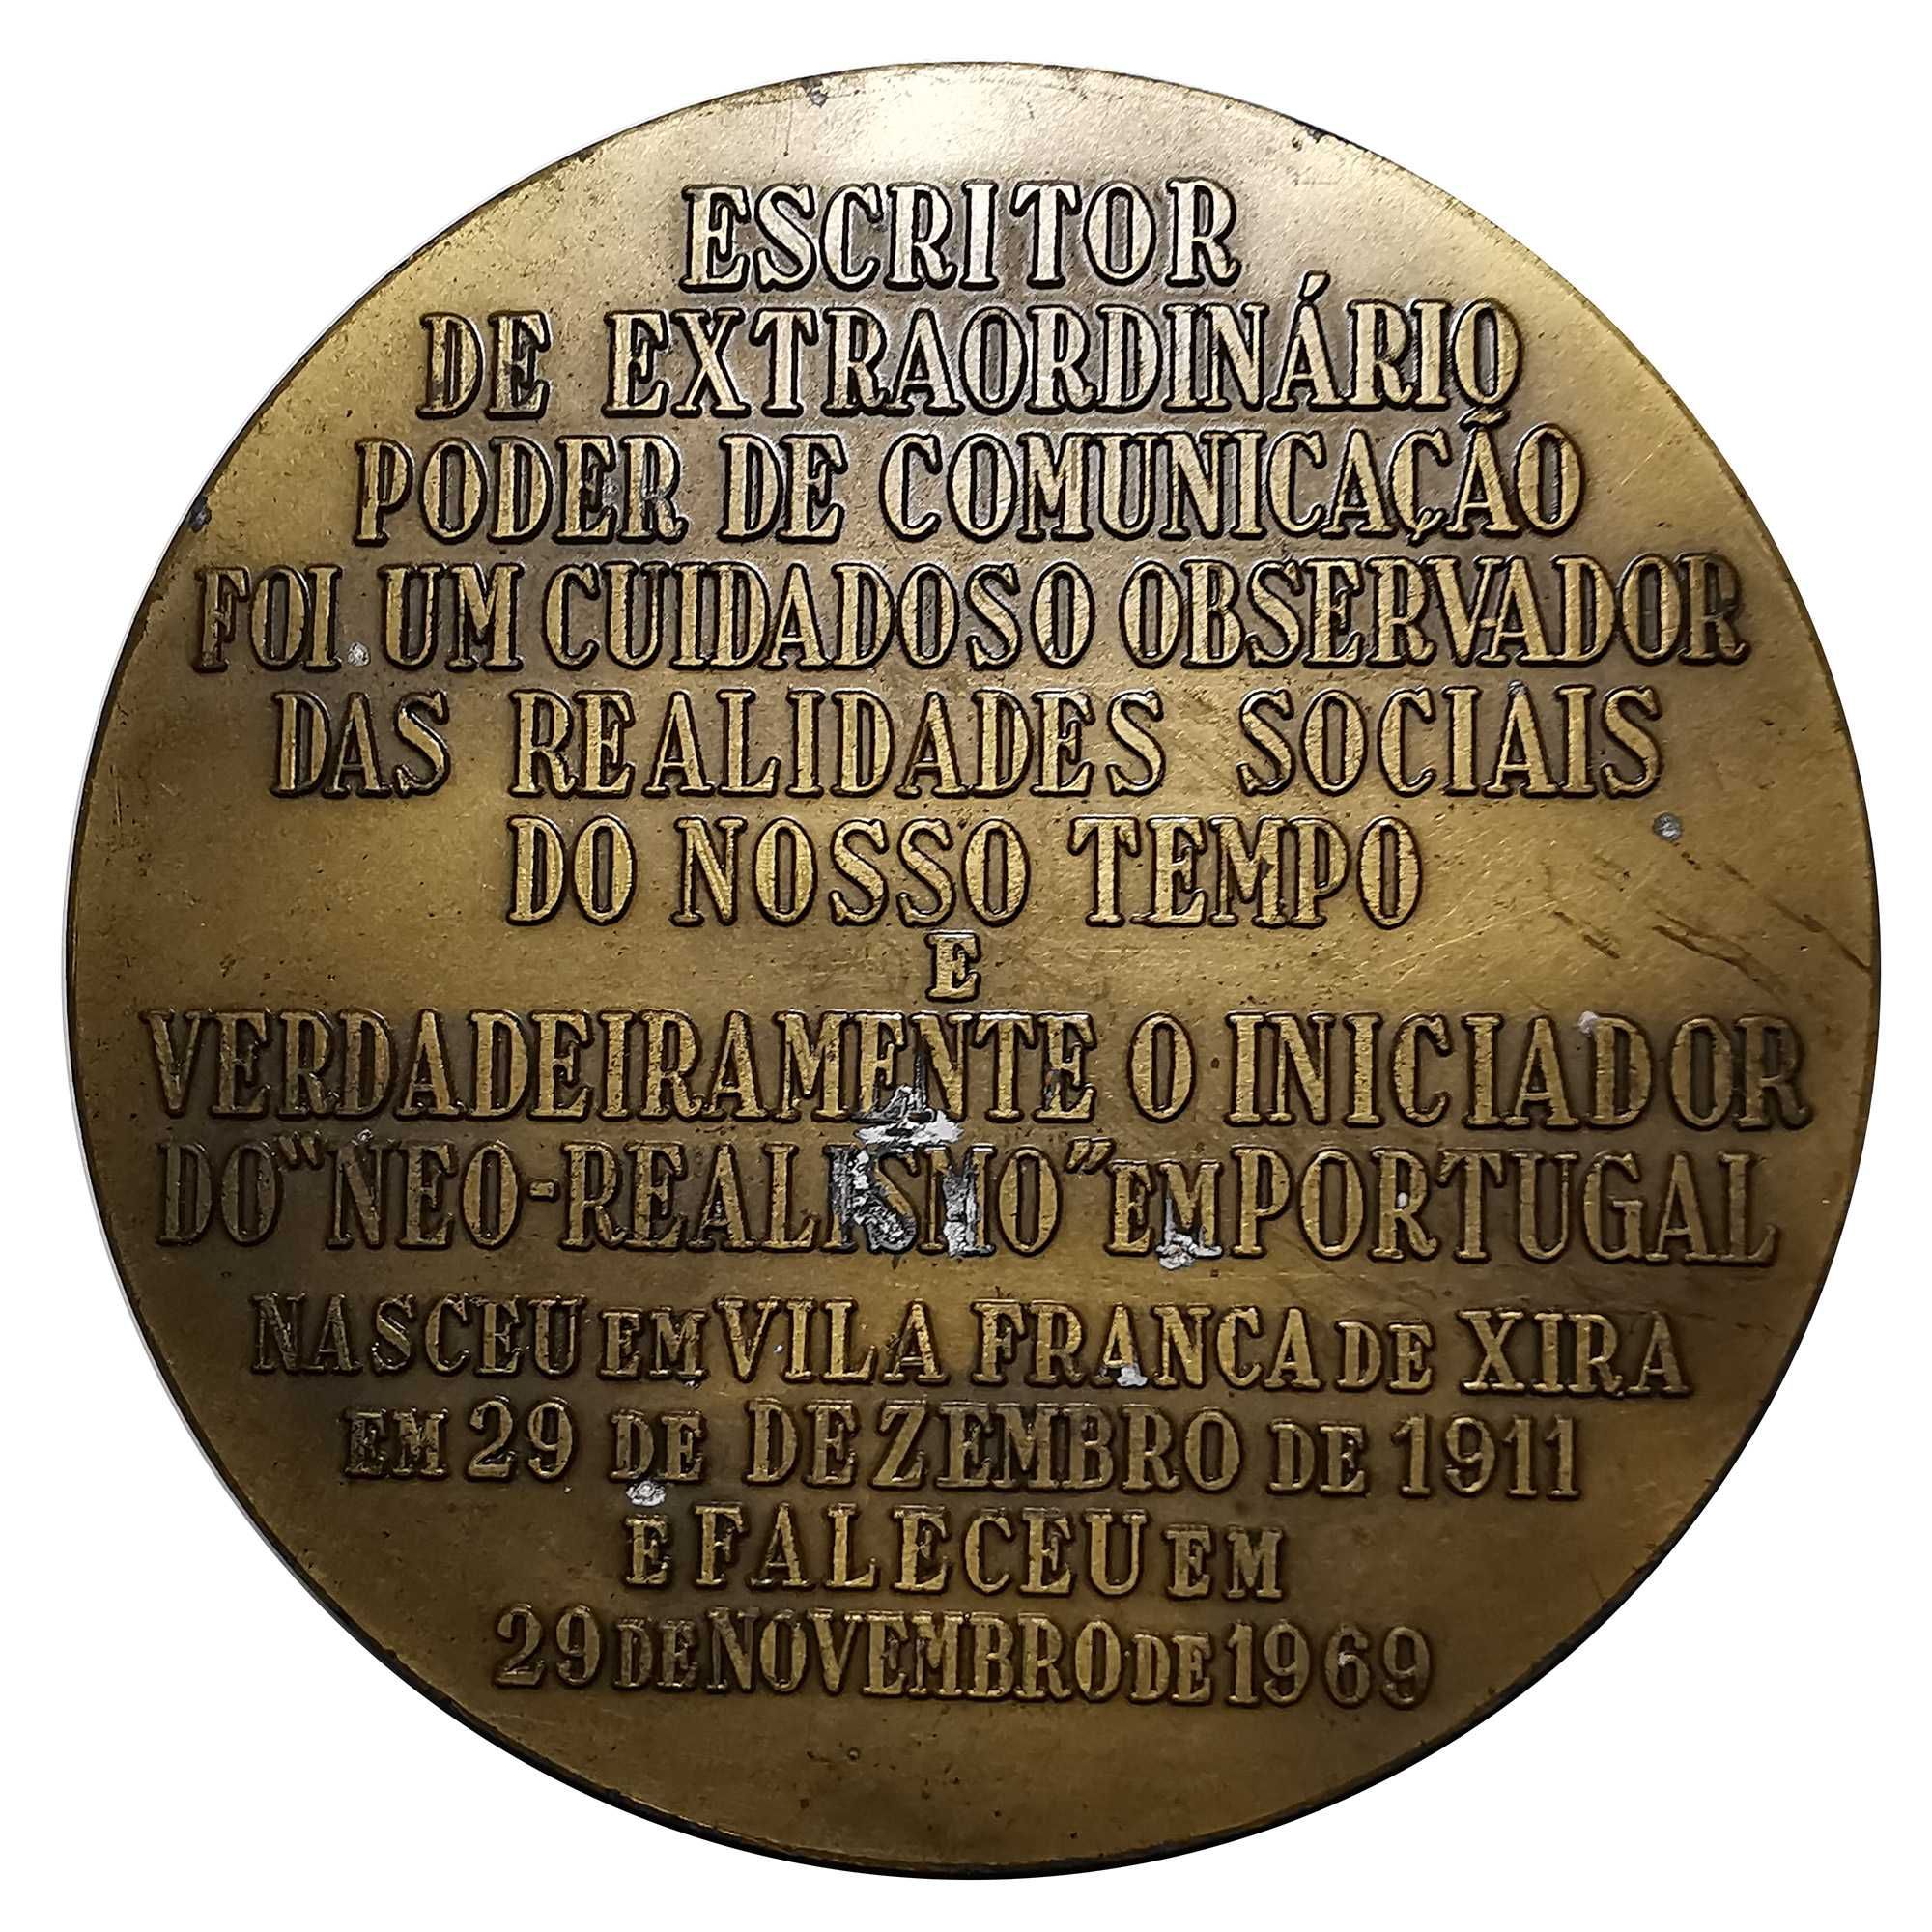 ESCRITOR
DE EXTRAORDINÁRIO
PODER DE COMUNICAÇÃO
FOI UM CUIDADOSO OBSERVADOR
DAS REALIDADES SOCIAIS
DO NOSSO TEMPO
E
VERDADEIRAMENTE O INICIADOR
DO "NEO-REALISMO" EM PORTUGAL
NASCEU EM VILA FRANCA DE XIRA
EM 29 DE DEZEMBRO DE 1911
E FALECEU EM
29 DE NOVEMBRO DE 1969